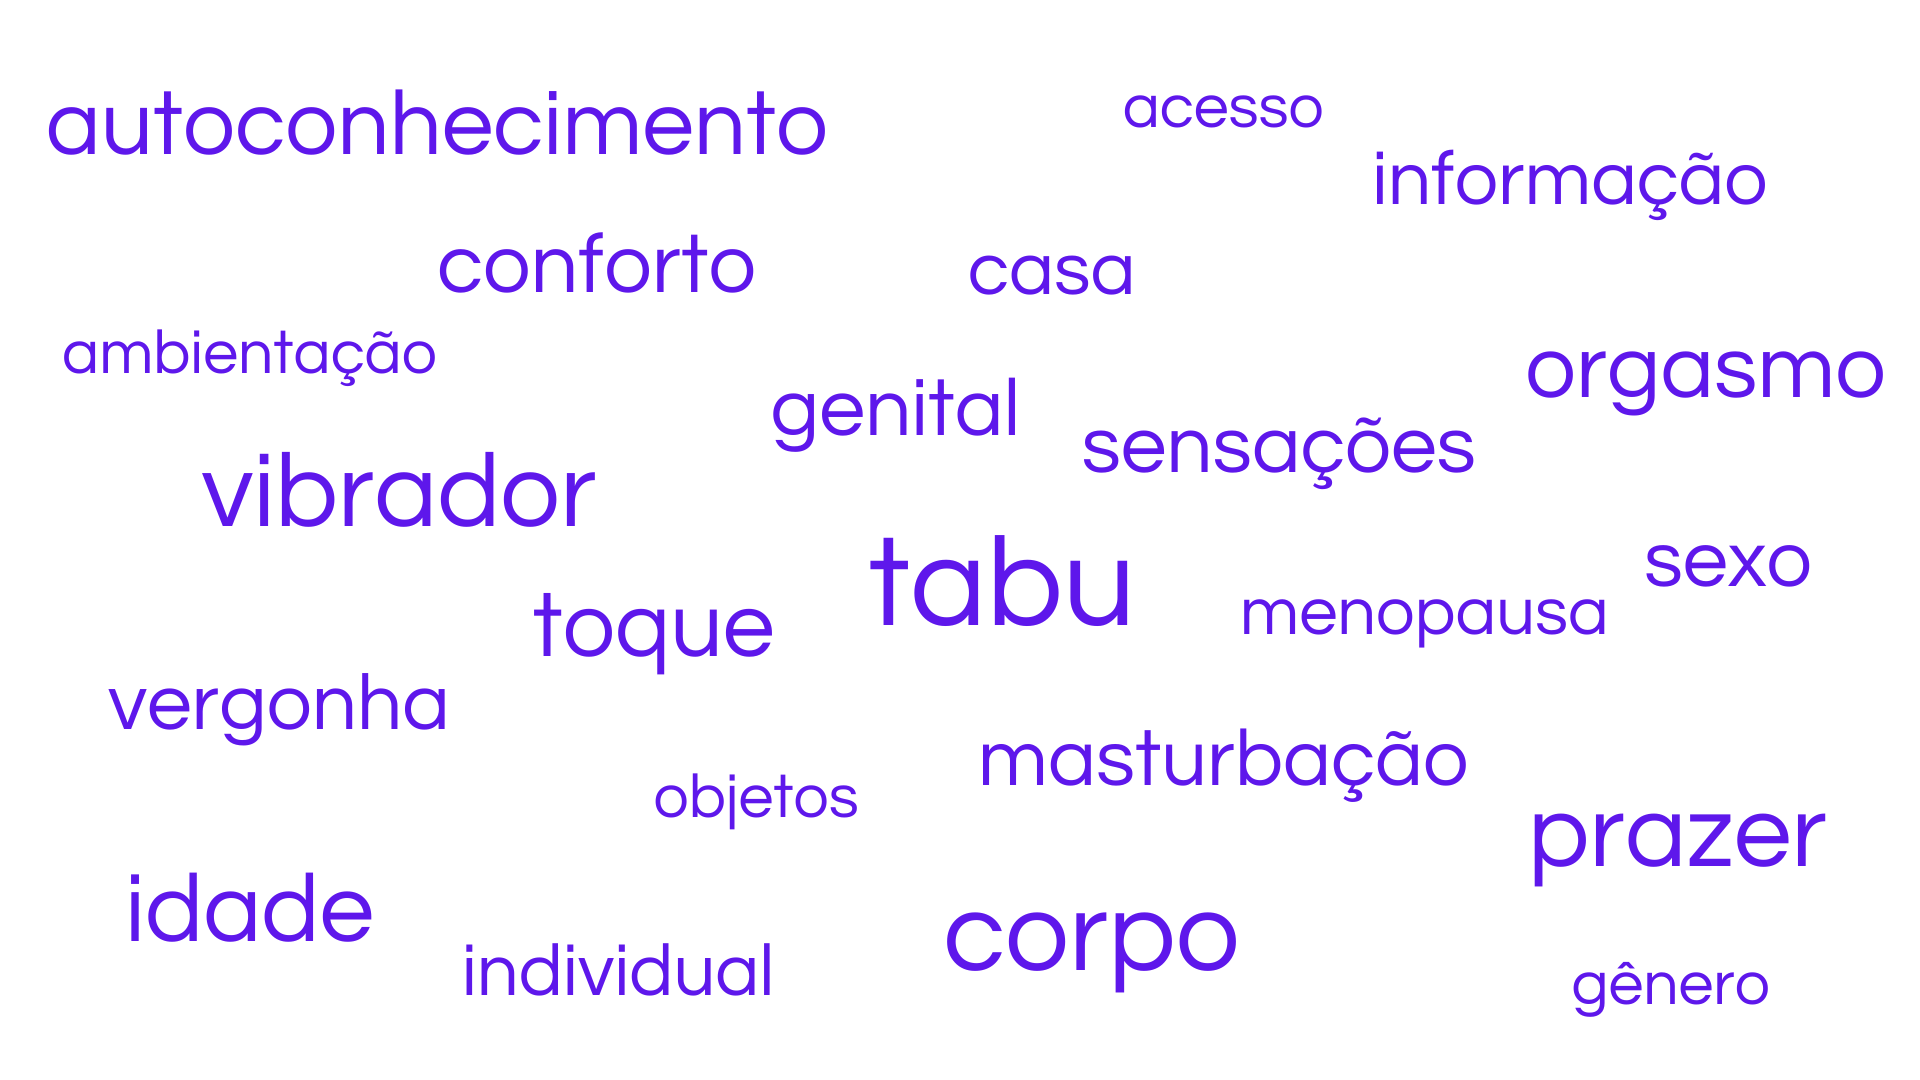 autoconhecimento
acesso
informação
conforto
casa
ambientação
orgasmo
genital
sensações
vibrador
tabu
sexo
toque
menopausa
vergonha
masturbação
objetos
prazer
idade
corpo
individual
gênero